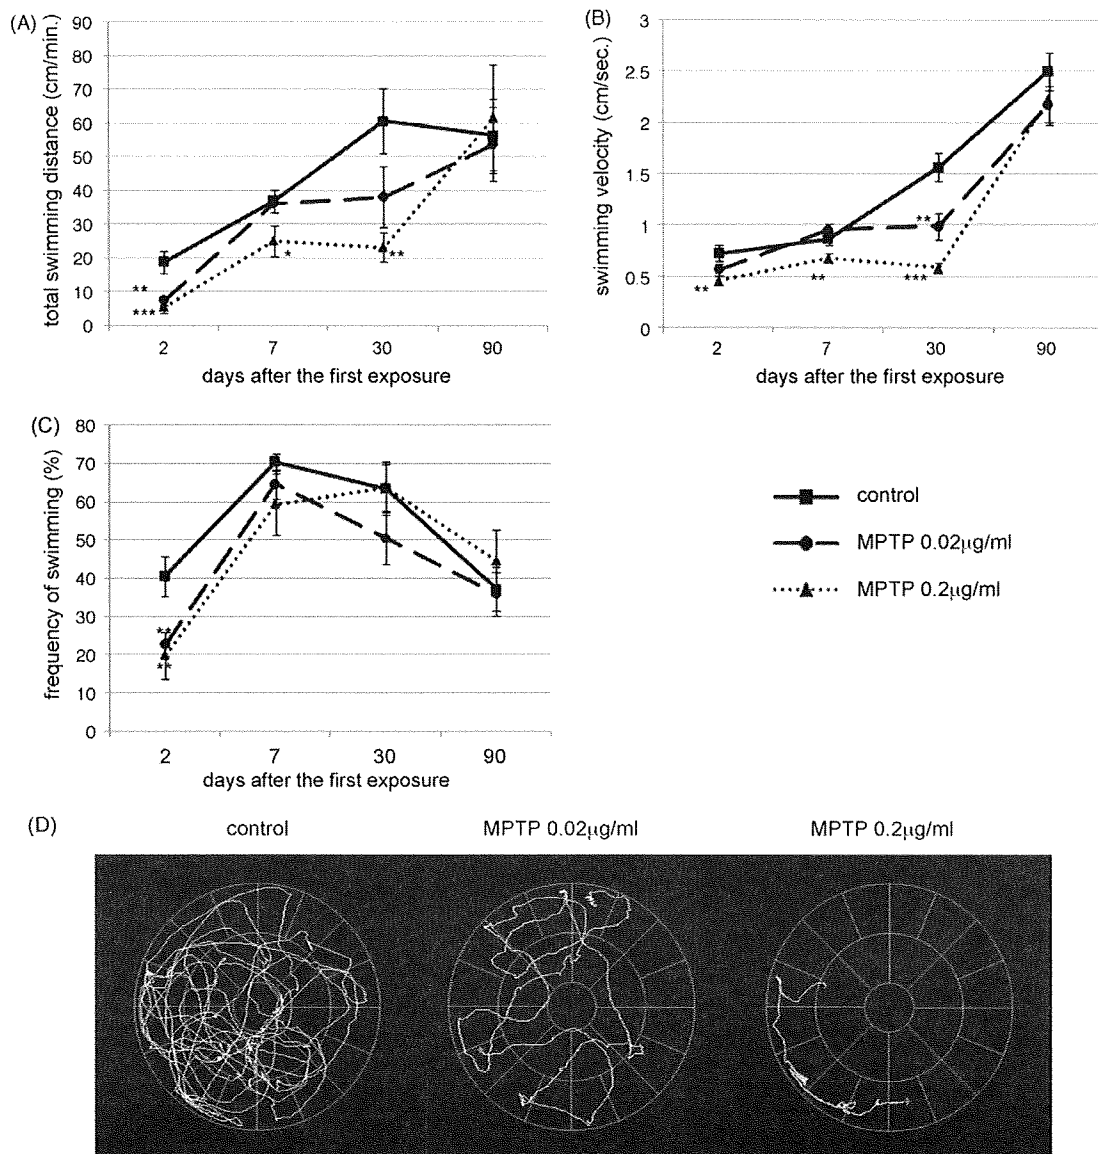 (A)
total swimming distance (cm/min.)
90
80
70
60
50
40
30
20
10
0
**
***
*
**
2 7 30 90
days after the first exposure
(B)
swimming velocity (cm/sec.)
3
2.5
2
1.5
1
0.5
0
**
**
**
***
2 7 30 90
days after the first exposure
(C)
frequency of swimming (%)
80
70
60
50
40
30
20
10
0
**
**
2 7 30 90
days after the first exposure
control
MPTP 0.02μg/ml
MPTP 0.2μg/ml
(D)
control MPTP 0.02μg/ml MPTP 0.2μg/ml